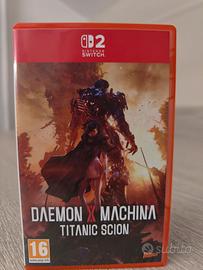 2
NINTENDO
SWITCH
DAEMON X MACHINA
TITANIC SCION
16
subito